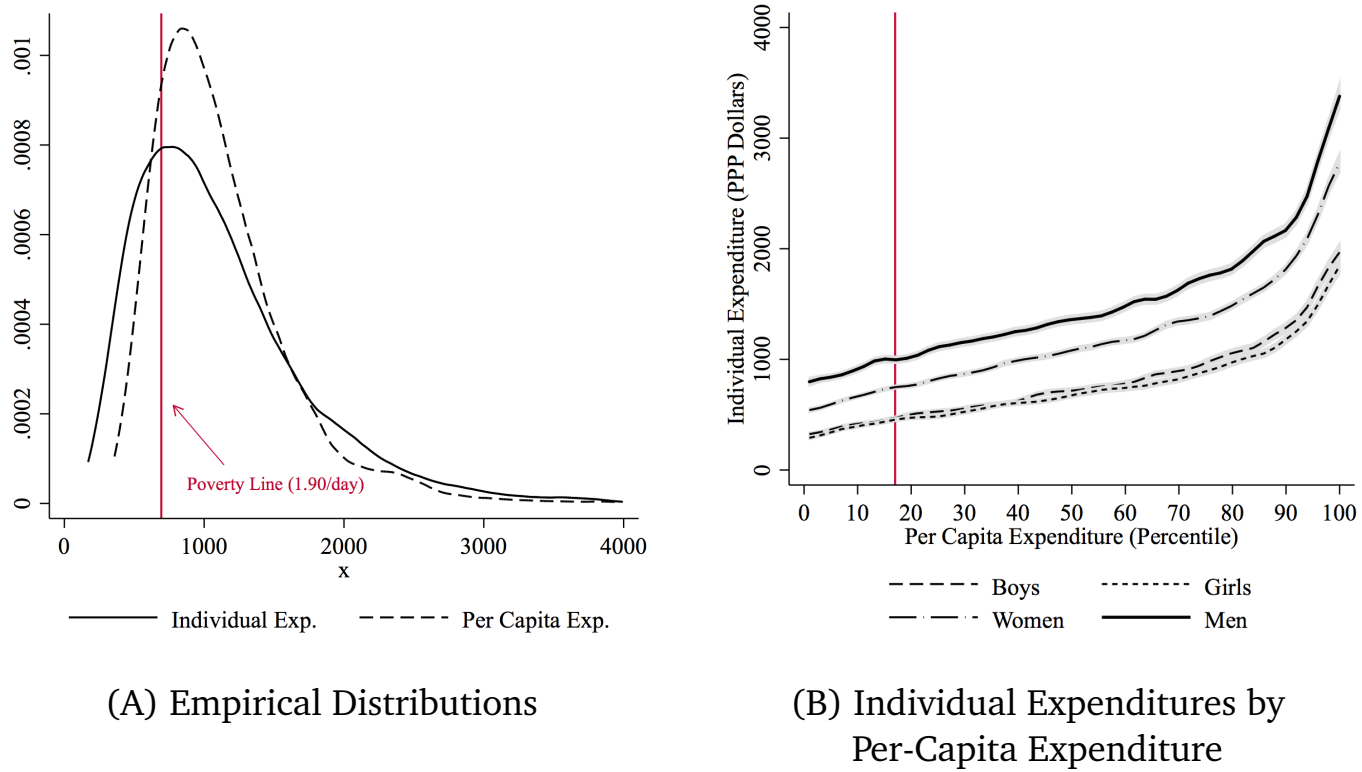 .001
.0008
.0006
.0004
.0002
0
Poverty Line (1.90/day)
0 1000 2000 3000 4000
x
Individual Exp. Per Capita Exp.
(A) Empirical Distributions
Individual Expenditure (PPP Dollars)
4000
3000
2000
1000
0
0 10 20 30 40 50 60 70 80 90 100
Per Capita Expenditure (Percentile)
Boys Girls
Women Men
(B) Individual Expenditures by
Per-Capita Expenditure